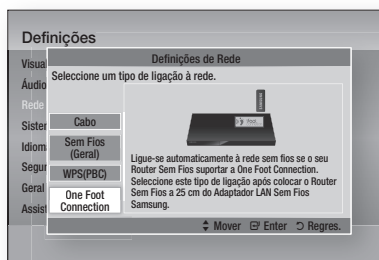 Definições
Visua
Áudio
Rede
Sister
Idiom
Segur
Geral
Assist
Definições de Rede
Seleccione um tipo de ligação à rede.
Cabo
Sem Fios
(Geral)
WPS(PBC)
One Foot
Connection
Ligue-se automaticamente à rede sem fios se o seu
Router Sem Fios suportar a One Foot Connection.
Seleccione este tipo de ligação após colocar o Router
Sem Fios a 25 cm do Adaptador LAN Sem Fios
Samsung.
Mover Enter Regres.